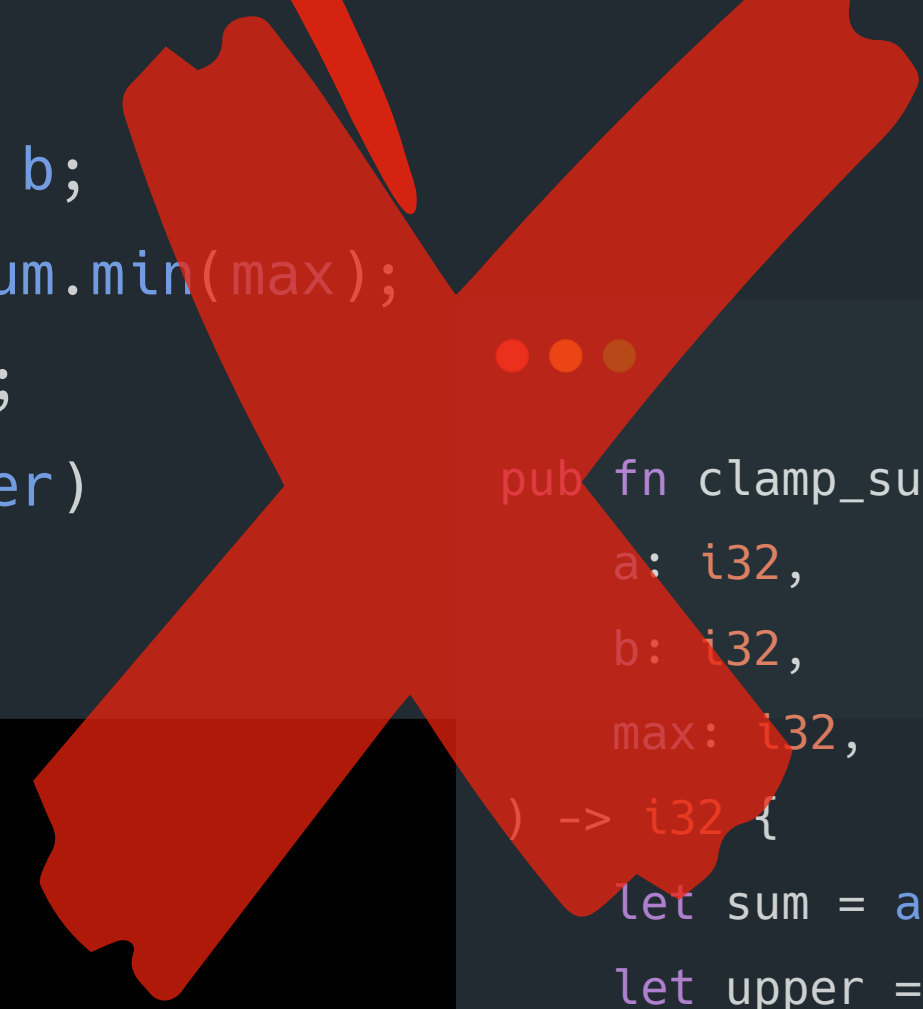 b;
um.min(max);
;
er)
pub fn clamp_su
a: i32,
b: i32,
max: i32,
) -> i32 {
let sum = a
let upper =